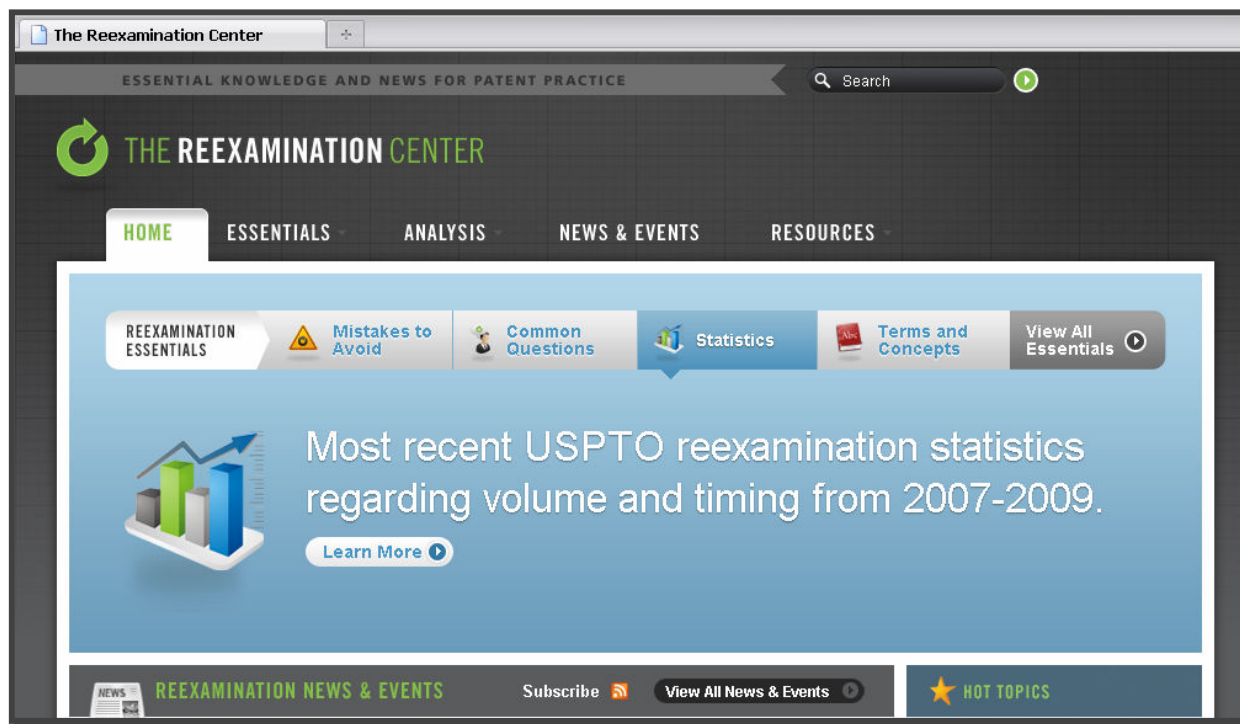 The Reexamination Center
ESSENTIAL KNOWLEDGE AND NEWS FOR PATENT PRACTICE
Search
THE REEXAMINATION CENTER
HOME ESSENTIALS ANALYSIS NEWS & EVENTS RESOURCES
REEXAMINATION
ESSENTIALS
Mistakes to
Avoid
Common
Questions
Statistics
Abc
Terms and
Concepts
View All
Essentials
Most recent USPTO reexamination statistics
regarding volume and timing from 2007-2009.
Learn More
NEWS
REEXAMINATION NEWS & EVENTS
Subscribe
View All News & Events
HOT TOPICS